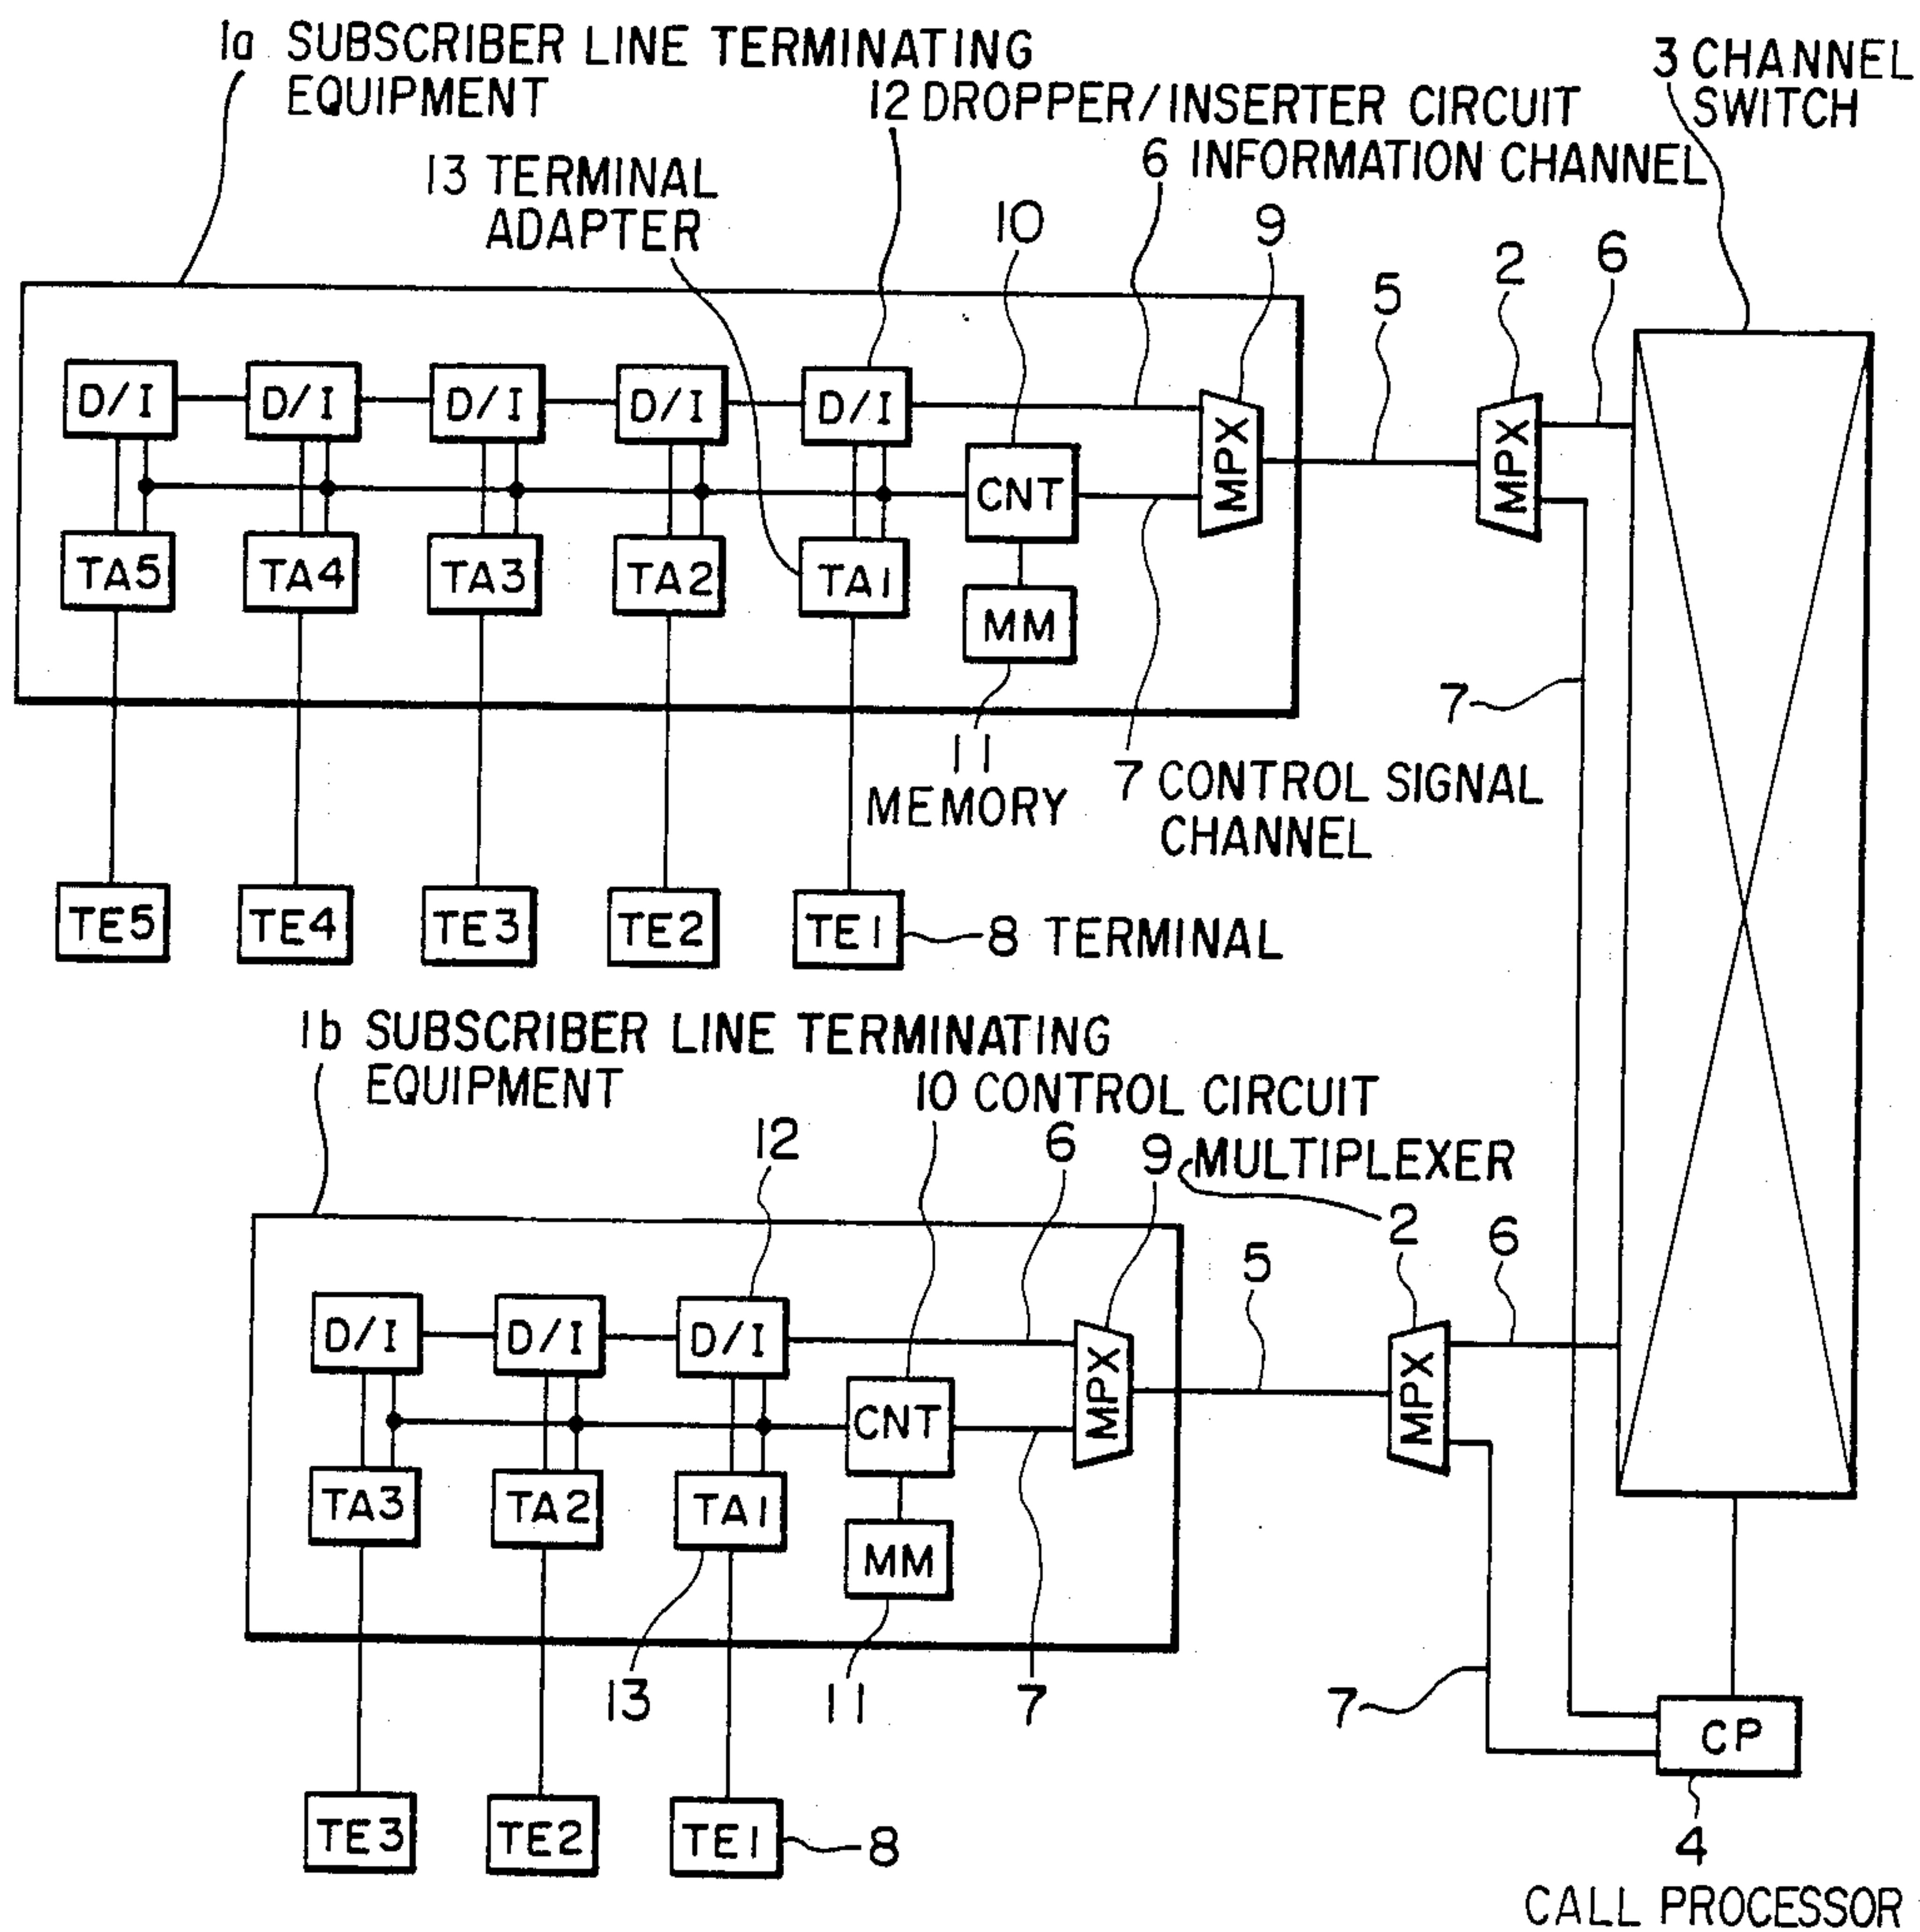 1a SUBSCRIBER LINE TERMINATING
EQUIPMENT
3 CHANNEL
SWITCH
12 DROPPER/INSERTER CIRCUIT
6 INFORMATION CHANNEL
13 TERMINAL
ADAPTER
10
9
5
2
6
D/I D/I D/I D/I D/I
MPX
MPX
CNT
TA5 TA4 TA3 TA2 TA1
MM
7
11
MEMORY
7 CONTROL SIGNAL
CHANNEL
TE5 TE4 TE3 TE2 TE1
8 TERMINAL
1b SUBSCRIBER LINE TERMINATING
EQUIPMENT
10 CONTROL CIRCUIT
12
6
9 MULTIPLEXER
2
6
5
D/I D/I D/I
MPX
MPX
CNT
TA3 TA2 TA1
MM
13
11
7
7
CP
TE3 TE2 TE1
8
4
CALL PROCESSOR